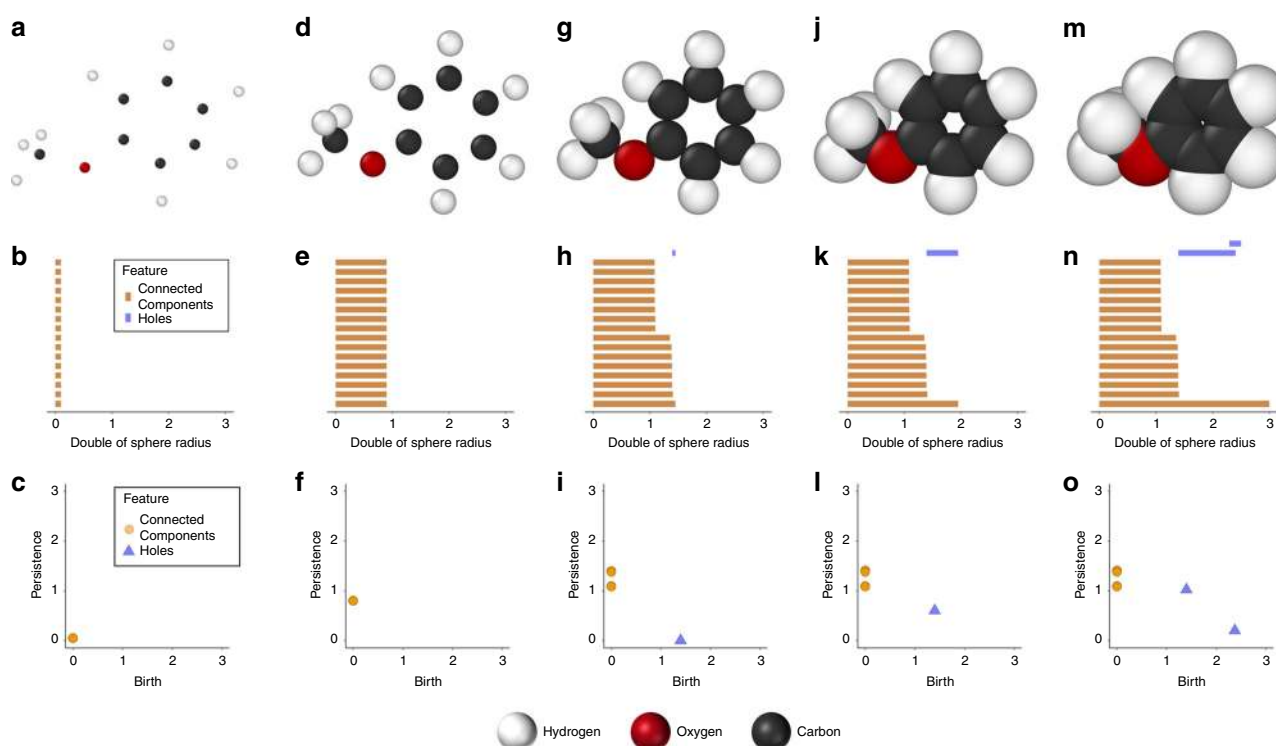 a
d
g
j
m
b
e
h
k
n
Feature
Connected
Components
Holes
0 1 2 3
0 1 2 3
0 1 2 3
0 1 2 3
0 1 2 3
Double of sphere radius
Double of sphere radius
Double of sphere radius
Double of sphere radius
Double of sphere radius
c
f
i
l
o
Feature
Connected
Components
Holes
Persistence
3
2
1
0
0 1 2 3
Birth
Persistence
3
2
1
0
0 1 2 3
Birth
Persistence
3
2
1
0
0 1 2 3
Birth
Persistence
3
2
1
0
0 1 2 3
Birth
Persistence
3
2
1
0
0 1 2 3
Birth
Hydrogen
Oxygen
Carbon